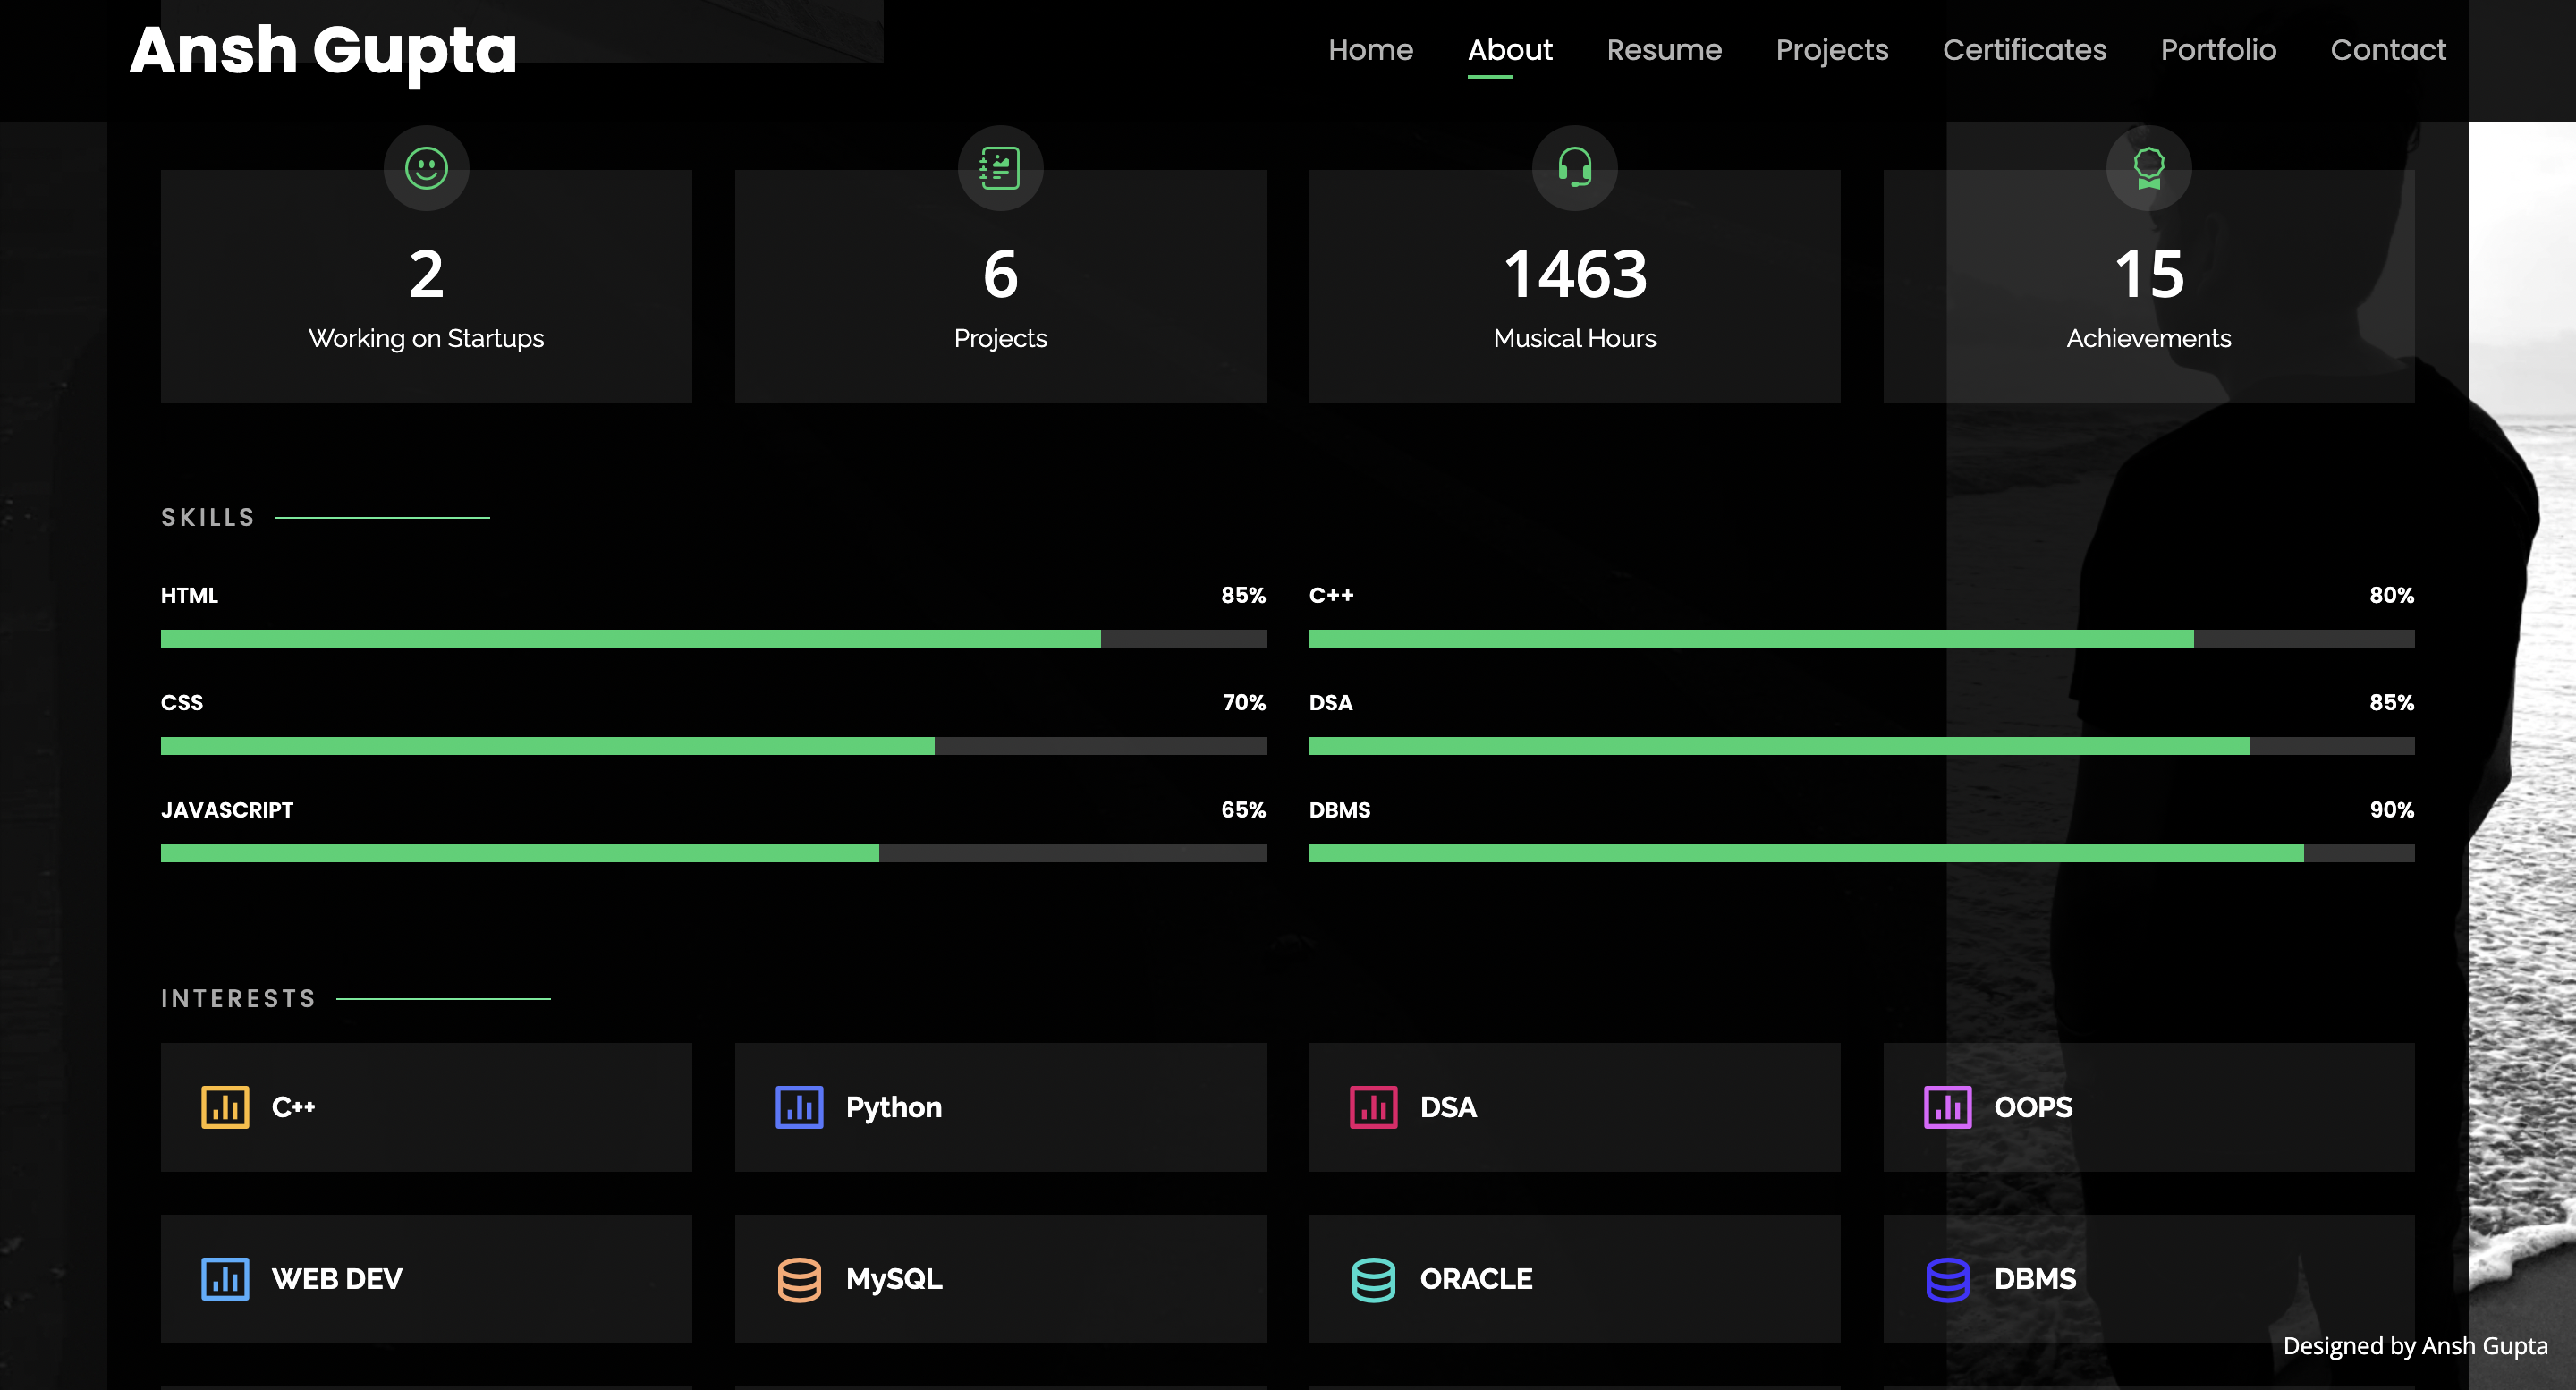 Ansh Gupta
Home About Resume Projects Certificates Portfolio Contact
2 6 1463 15
Working on Startups Projects Musical Hours Achievements
SKILLS
HTML 85% C++ 80%
CSS 70% DSA 85%
JAVASCRIPT 65% DBMS 90%
INTERESTS
C++ Python DSA OOPS
WEB DEV MySQL ORACLE DBMS
Designed by Ansh Gupta